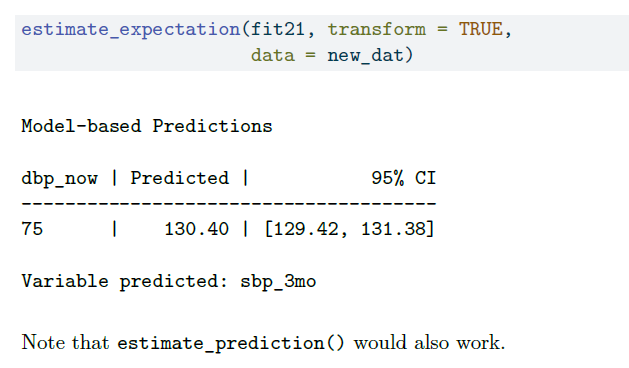 estimate_expectation(fit21, transform = TRUE,
data = new_dat)
Model-based Predictions
dbp_now | Predicted | 95% CI
--------------------------------------
75 | 130.40 | [129.42, 131.38]
Variable predicted: sbp_3mo
Note that estimate_prediction() would also work.